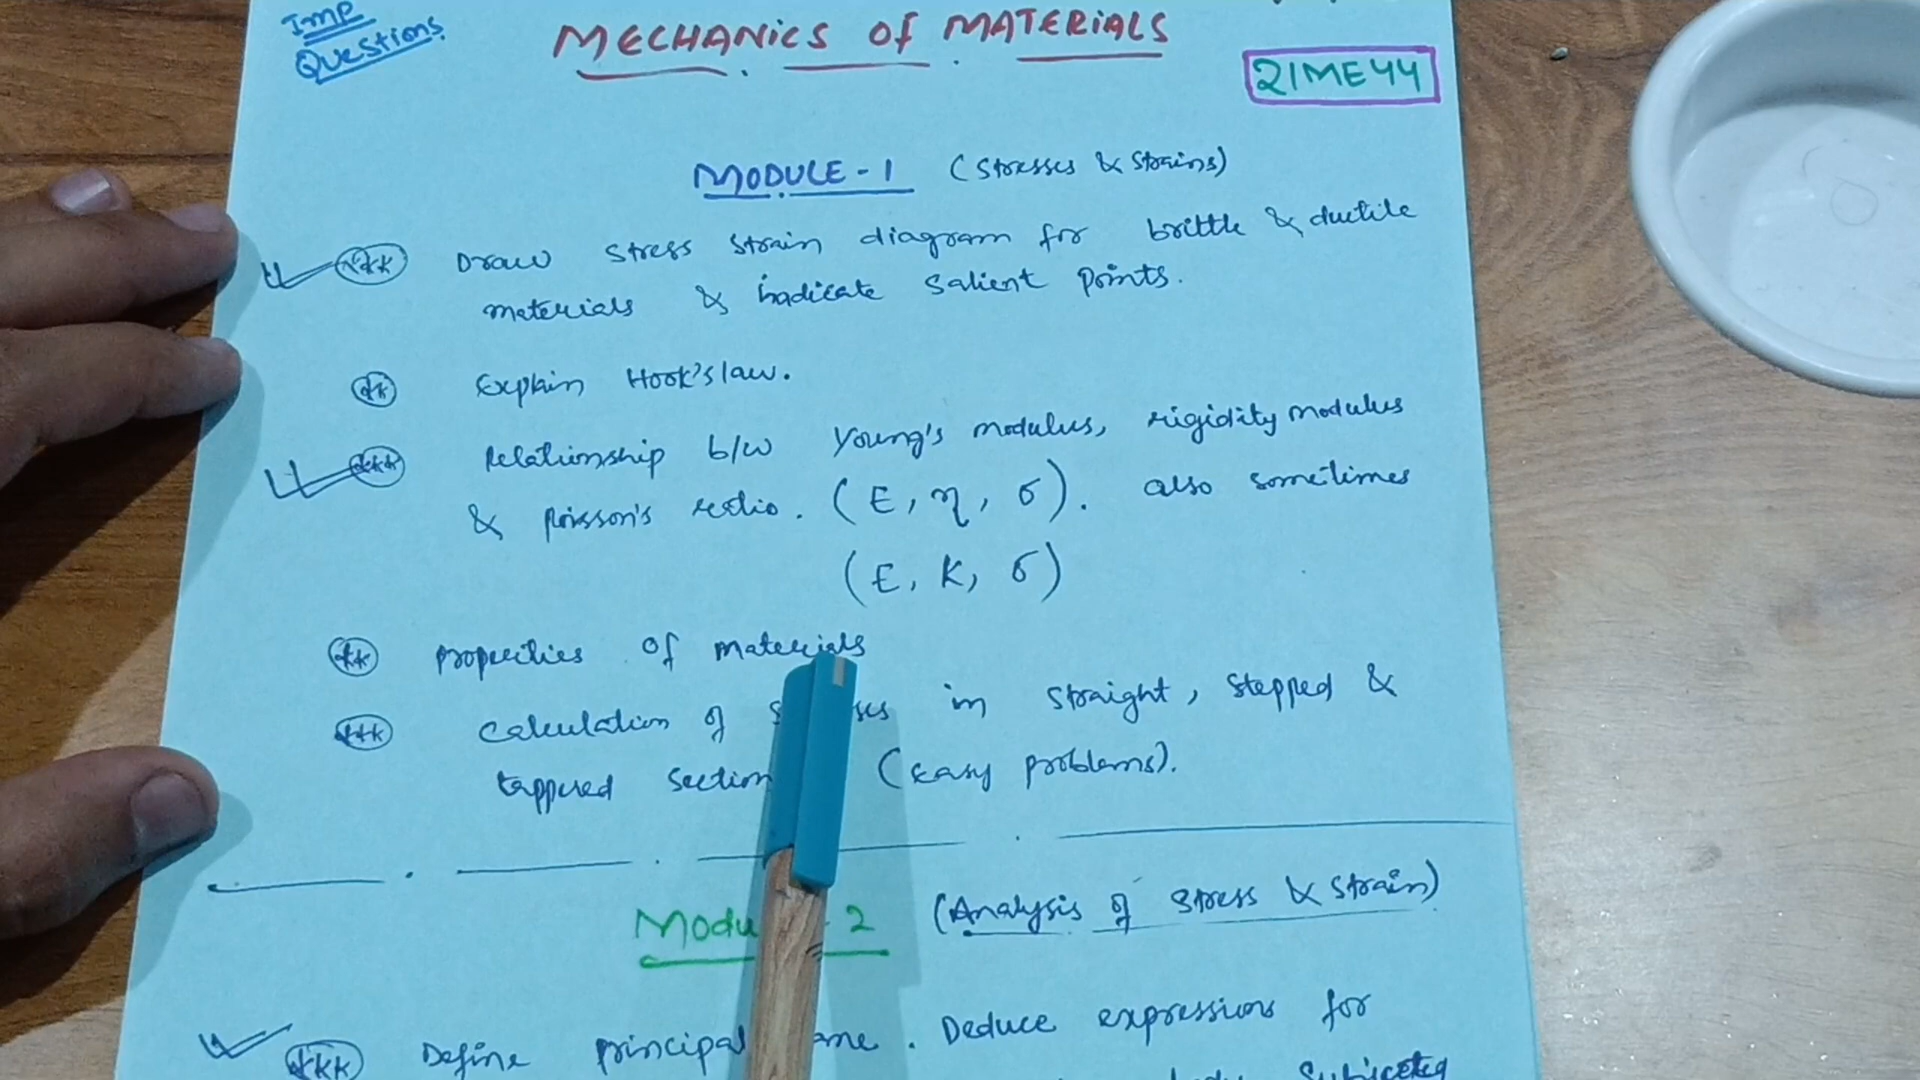 Imp
Questions
MECHANICS OF MATERIALS
21ME44
MODULE-1 (Stresses & Strains)
** Draw stress strain diagram for brittle & ductile
materials & indicate salient points.
** Explain Hook's law.
*** Relationship b/w Young's modulus, rigidity modulus
& poisson's ratio. (E, η, σ). also sometimes
(E, K, σ)
** properties of materials
*** calculation of in straight, stepped &
tappered section (easy problems).
2 (Analysis of stress & strain)
*** Define principal . Deduce expressions for